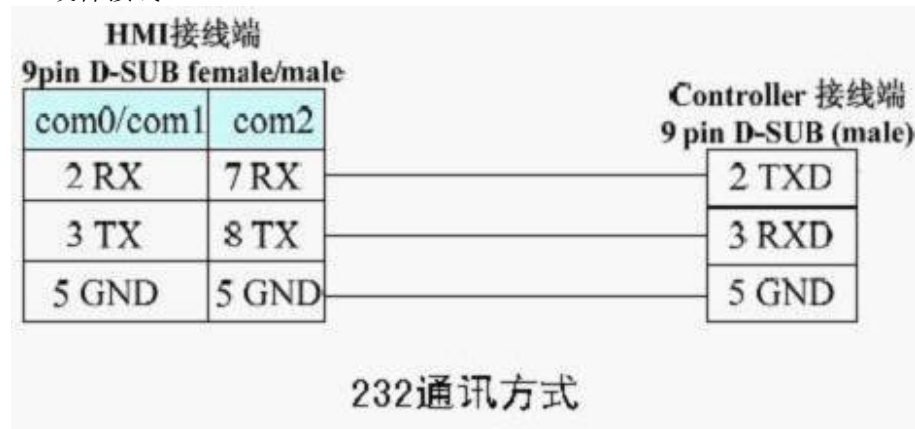 HMI接线端
9pin D-SUB female/male
Controller 接线端
9 pin D-SUB (male)
com0/com1 com2
2 RX 7 RX 2 TXD
3 TX 8 TX 3 RXD
5 GND 5 GND 5 GND
232通讯方式